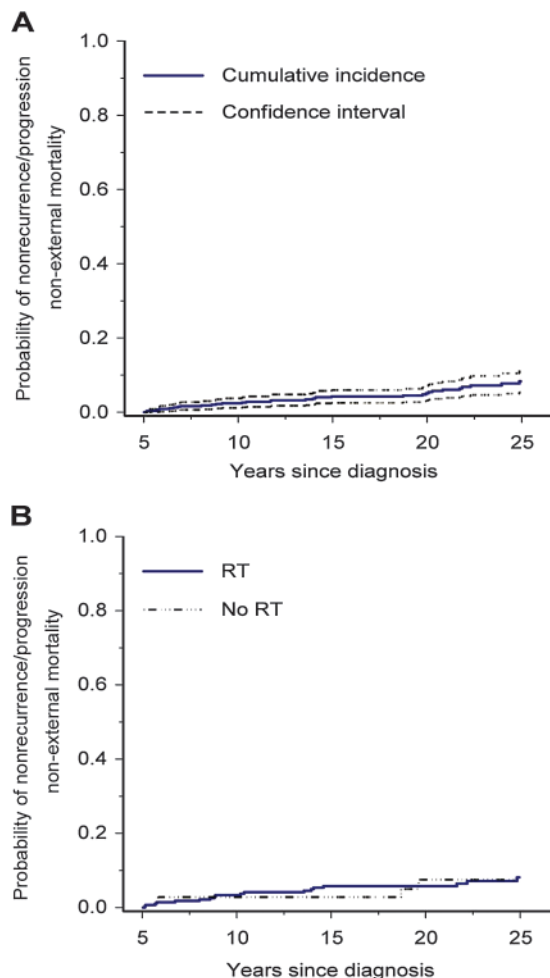 A
1.0
0.8
0.6
0.4
0.2
0.0
Cumulative incidence
Confidence interval
Probability of nonrecurrence/progression
non-external mortality
5 10 15 20 25
Years since diagnosis
B
1.0
0.8
0.6
0.4
0.2
0.0
RT
No RT
Probability of nonrecurrence/progression
non-external mortality
5 10 15 20 25
Years since diagnosis